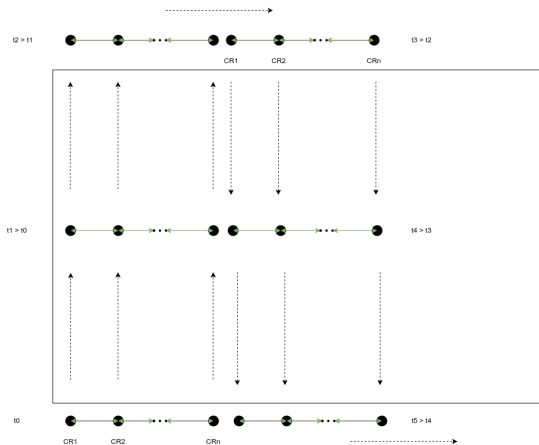 t2 > t1
t3 > t2
CR1 CR2 CRn
t1 > t0
t4 > t3
t0
t5 > t4
CR1 CR2 CRn